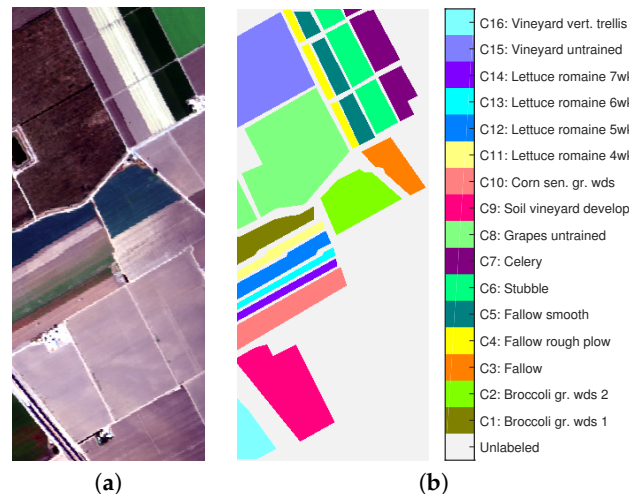 C16: Vineyard vert. trellis
C15: Vineyard untrained
C14: Lettuce romaine 7wk
C13: Lettuce romaine 6wk
C12: Lettuce romaine 5wk
C11: Lettuce romaine 4wk
C10: Corn sen. gr. wds
C9: Soil vineyard develop
C8: Grapes untrained
C7: Celery
C6: Stubble
C5: Fallow smooth
C4: Fallow rough plow
C3: Fallow
C2: Broccoli gr. wds 2
C1: Broccoli gr. wds 1
Unlabeled
(a)
(b)